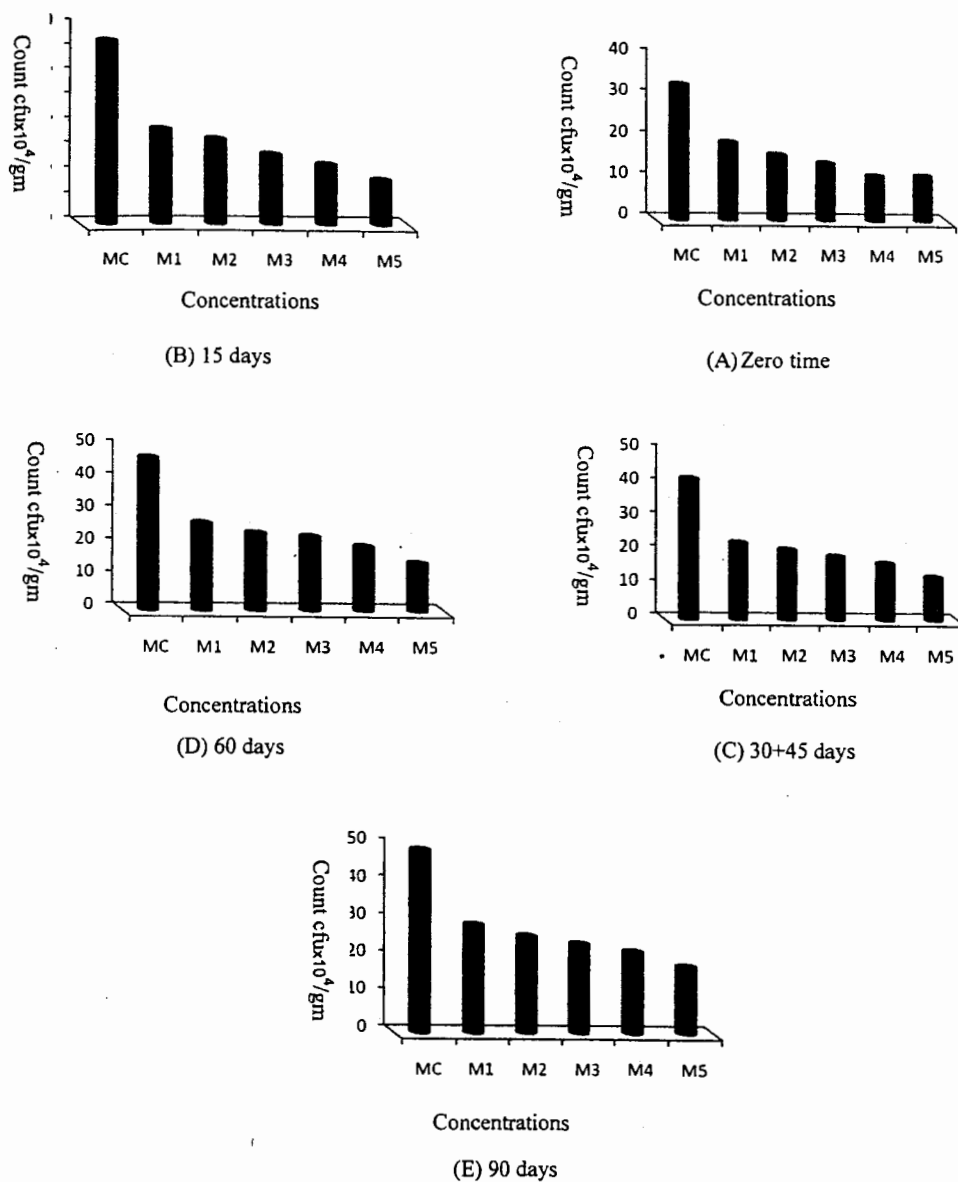 Count cfux10⁴/gm
MC M1 M2 M3 M4 M5
Concentrations
(B) 15 days
Count cfux10⁴/gm
40
30
20
10
0
MC M1 M2 M3 M4 M5
Concentrations
(A) Zero time
Count cfux10⁴/gm
50
40
30
20
10
0
MC M1 M2 M3 M4 M5
Concentrations
(D) 60 days
Count cfux10⁴/gm
50
40
30
20
10
0
MC M1 M2 M3 M4 M5
Concentrations
(C) 30+45 days
Count cfux10⁴/gm
50
40
30
20
10
0
MC M1 M2 M3 M4 M5
Concentrations
(E) 90 days